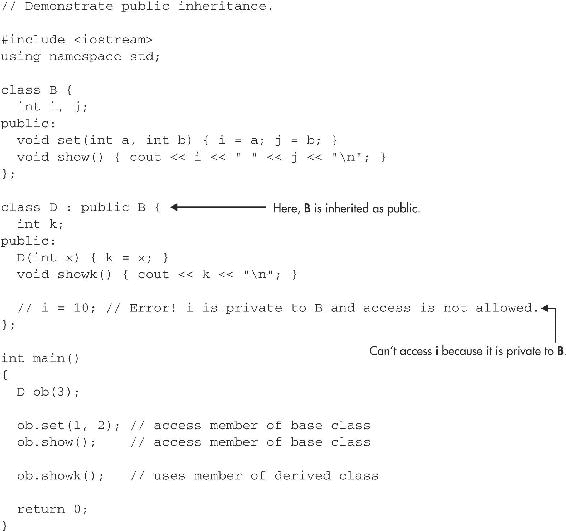 // Demonstrate public inheritance.
#include <iostream>
using namespace std;
class B {
int i, j;
public:
void set(int a, int b) { i = a; j = b; }
void show() { cout << i << " " << j << "\n"; }
};
class D : public B {
Here, B is inherited as public.
int k;
public:
D(int x) { k = x; }
void showk() { cout << k << "\n"; }
// i = 10; // Error! i is private to B and access is not allowed.
};
Can't access i because it is private to B.
int main()
{
D ob(3);
ob.set(1, 2); // access member of base class
ob.show();    // access member of base class
ob.showk();   // uses member of derived class
return 0;
}